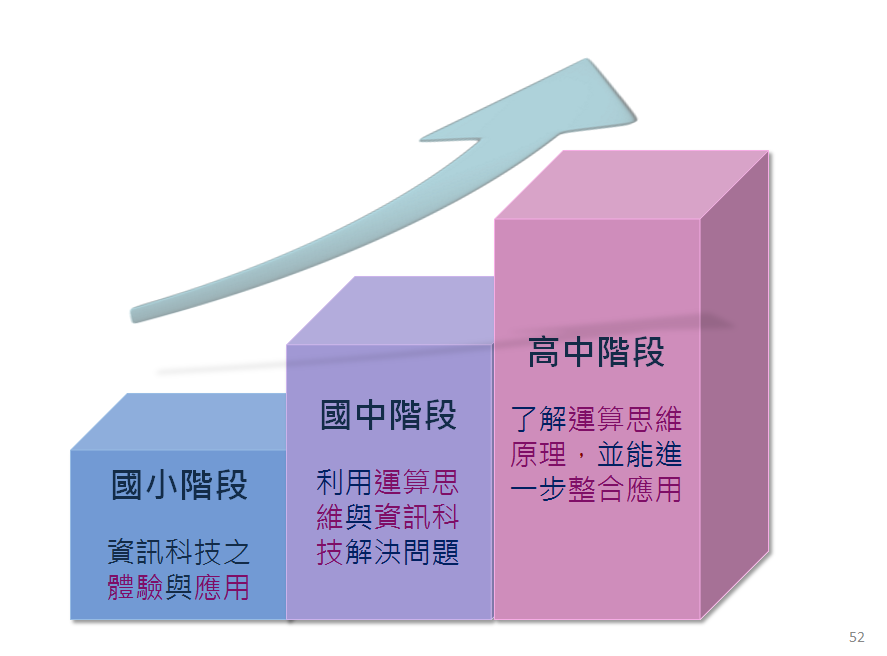 國小階段
資訊科技之
體驗與應用
國中階段
利用運算思
維與資訊科
技解決問題
高中階段
了解運算思維
原理，並能進
一步整合應用
52